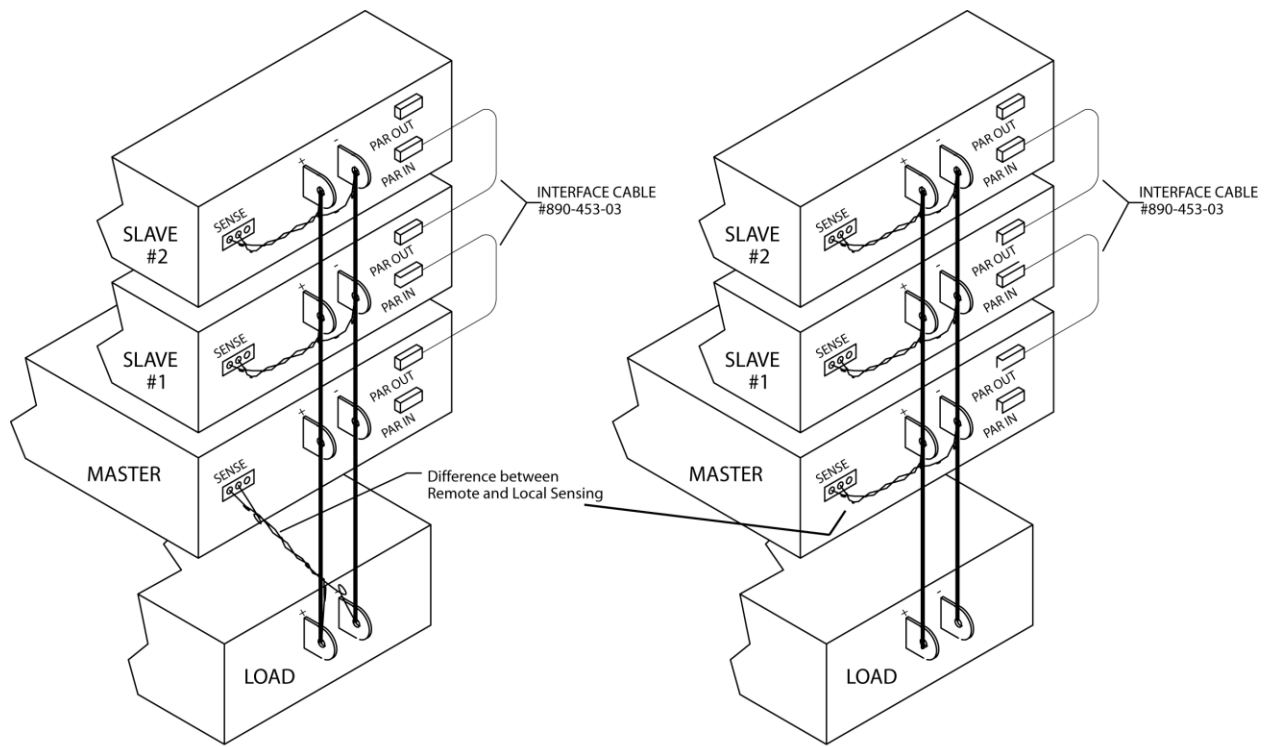 +
-
PAR OUT
PAR IN
SENSE
SLAVE
#2
INTERFACE CABLE
#890-453-03
+
-
PAR OUT
PAR IN
SENSE
SLAVE
#1
+
-
PAR OUT
PAR IN
SENSE
MASTER
Difference between
Remote and Local Sensing
+
LOAD
+
-
PAR OUT
PAR IN
SENSE
SLAVE
#2
INTERFACE CABLE
#890-453-03
+
-
PAR OUT
PAR IN
SENSE
SLAVE
#1
+
-
PAR OUT
PAR IN
SENSE
MASTER
+
-
LOAD